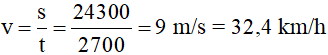 v = s/t = 24300/2700 = 9 m/s = 32,4 km/h